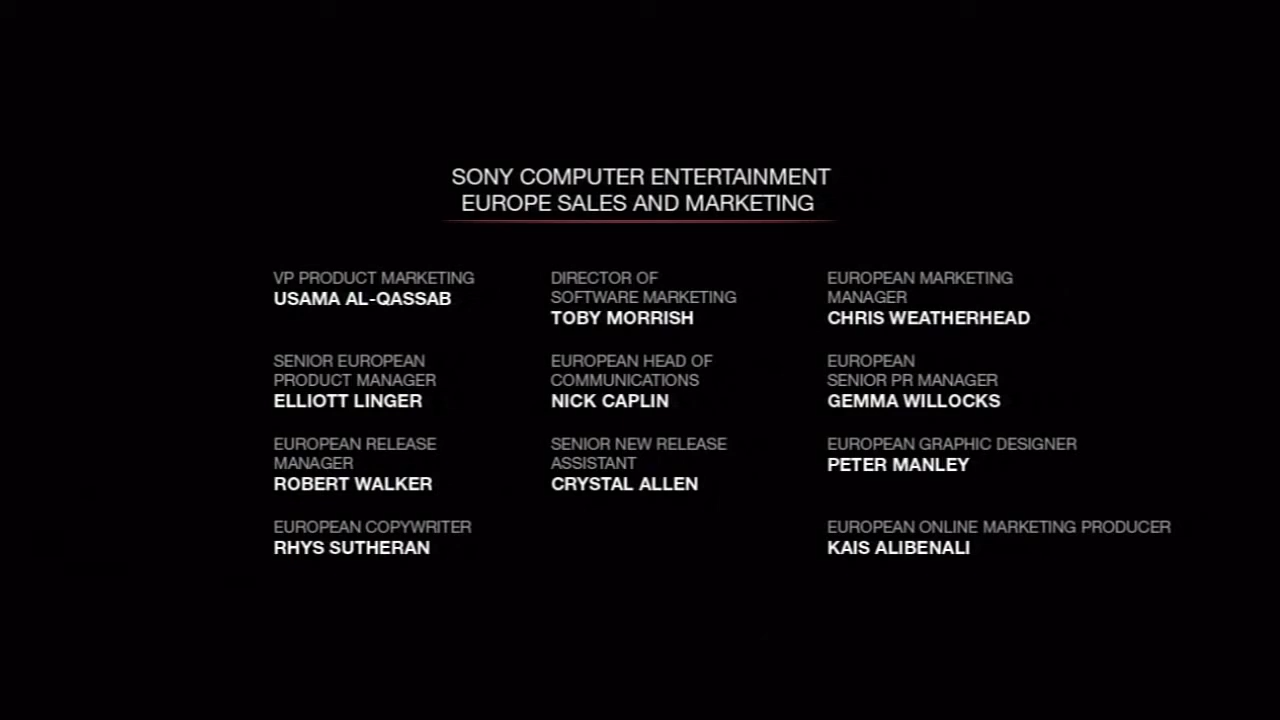 SONY COMPUTER ENTERTAINMENT
EUROPE SALES AND MARKETING
VP PRODUCT MARKETING
USAMA AL-QASSAB
DIRECTOR OF
SOFTWARE MARKETING
TOBY MORRISH
EUROPEAN MARKETING
MANAGER
CHRIS WEATHERHEAD
SENIOR EUROPEAN
PRODUCT MANAGER
ELLIOTT LINGER
EUROPEAN HEAD OF
COMMUNICATIONS
NICK CAPLIN
EUROPEAN
SENIOR PR MANAGER
GEMMA WILLOCKS
EUROPEAN RELEASE
MANAGER
ROBERT WALKER
SENIOR NEW RELEASE
ASSISTANT
CRYSTAL ALLEN
EUROPEAN GRAPHIC DESIGNER
PETER MANLEY
EUROPEAN COPYWRITER
RHYS SUTHERAN
EUROPEAN ONLINE MARKETING PRODUCER
KAIS ALIBENALI